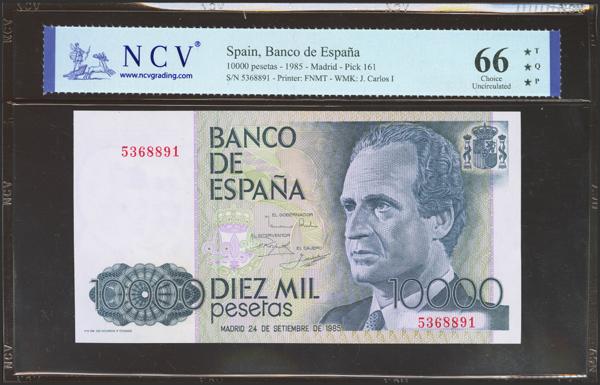 NCV®
www.ncvgrading.com
Spain, Banco de España
10000 pesetas - 1985 - Madrid - Pick 161
S/N 5368891 - Printer: FNMT - WMK: J. Carlos I
66
Choice
Uncirculated
★ T
★ Q
★ P
5368891
BANCO
DE
ESPAÑA
EL GOBERNADOR
EL INTERVENTOR
EL CAJERO
10000
DIEZ MIL
pesetas
MADRID 24 DE SETIEMBRE DE 1985
10000
5368891
NCV
NCV